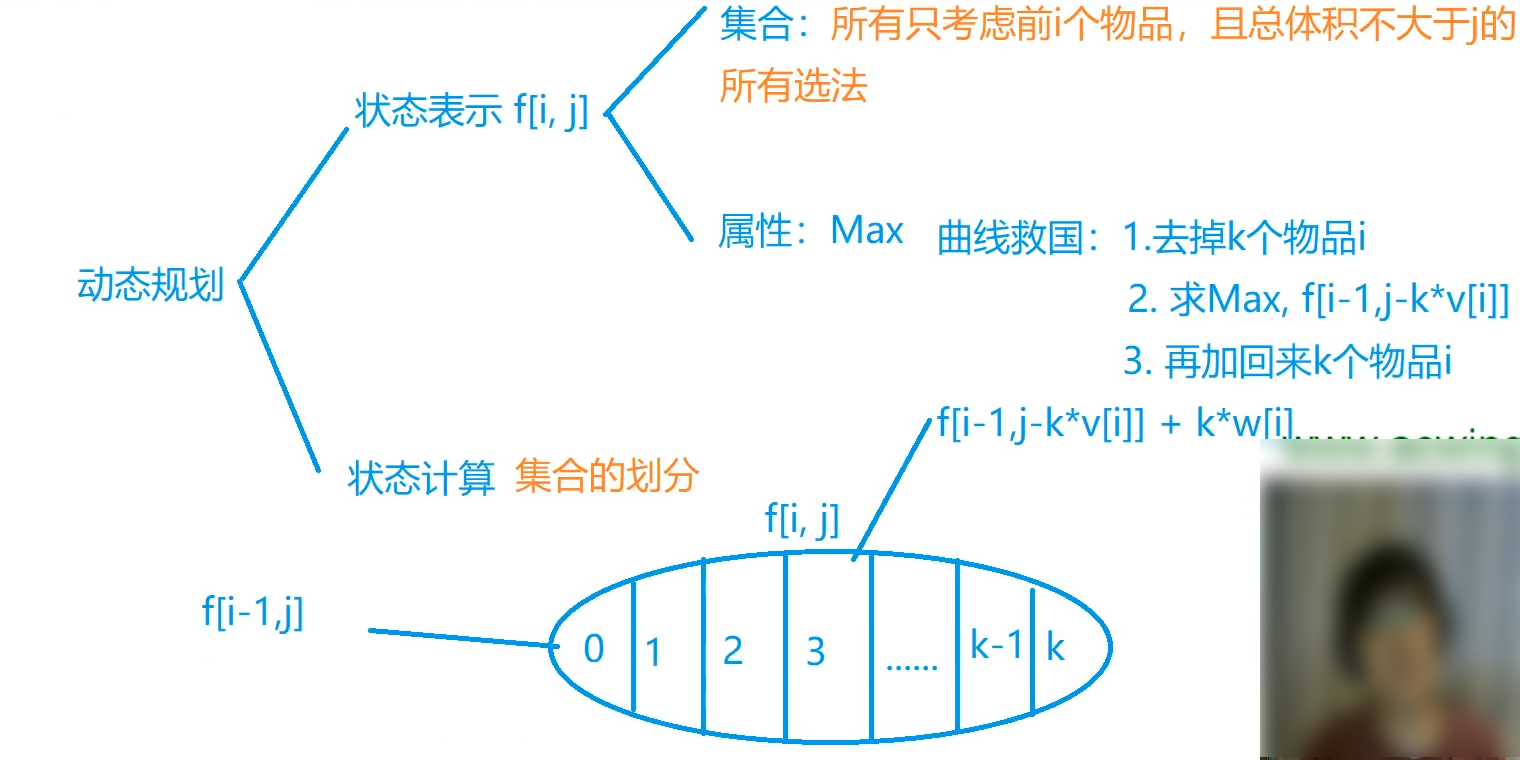 集合：所有只考虑前i个物品，且总体积不大于j的
所有选法
状态表示 f[i, j]
属性：Max
曲线救国：1.去掉k个物品i
动态规划
2. 求Max, f[i-1,j-k*v[i]]
3. 再加回来k个物品i
f[i-1,j-k*v[i]] + k*w[i]
状态计算 集合的划分
f[i, j]
f[i-1,j]
0 1 2 3 ...... k-1 k